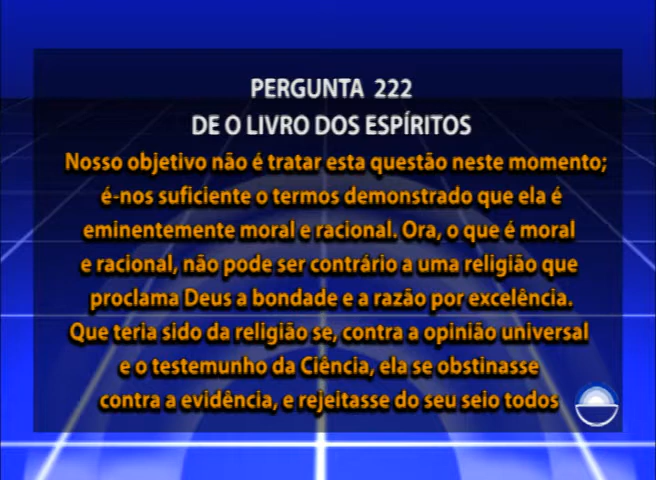 PERGUNTA 222
DE O LIVRO DOS ESPÍRITOS
Nosso objetivo não é tratar esta questão neste momento;
é-nos suficiente o termos demonstrado que ela é
eminentemente moral e racional. Ora, o que é moral
e racional, não pode ser contrário a uma religião que
proclama Deus a bondade e a razão por excelência.
Que teria sido da religião se, contra a opinião universal
e o testemunho da Ciência, ela se obstinasse
contra a evidência, e rejeitasse do seu seio todos